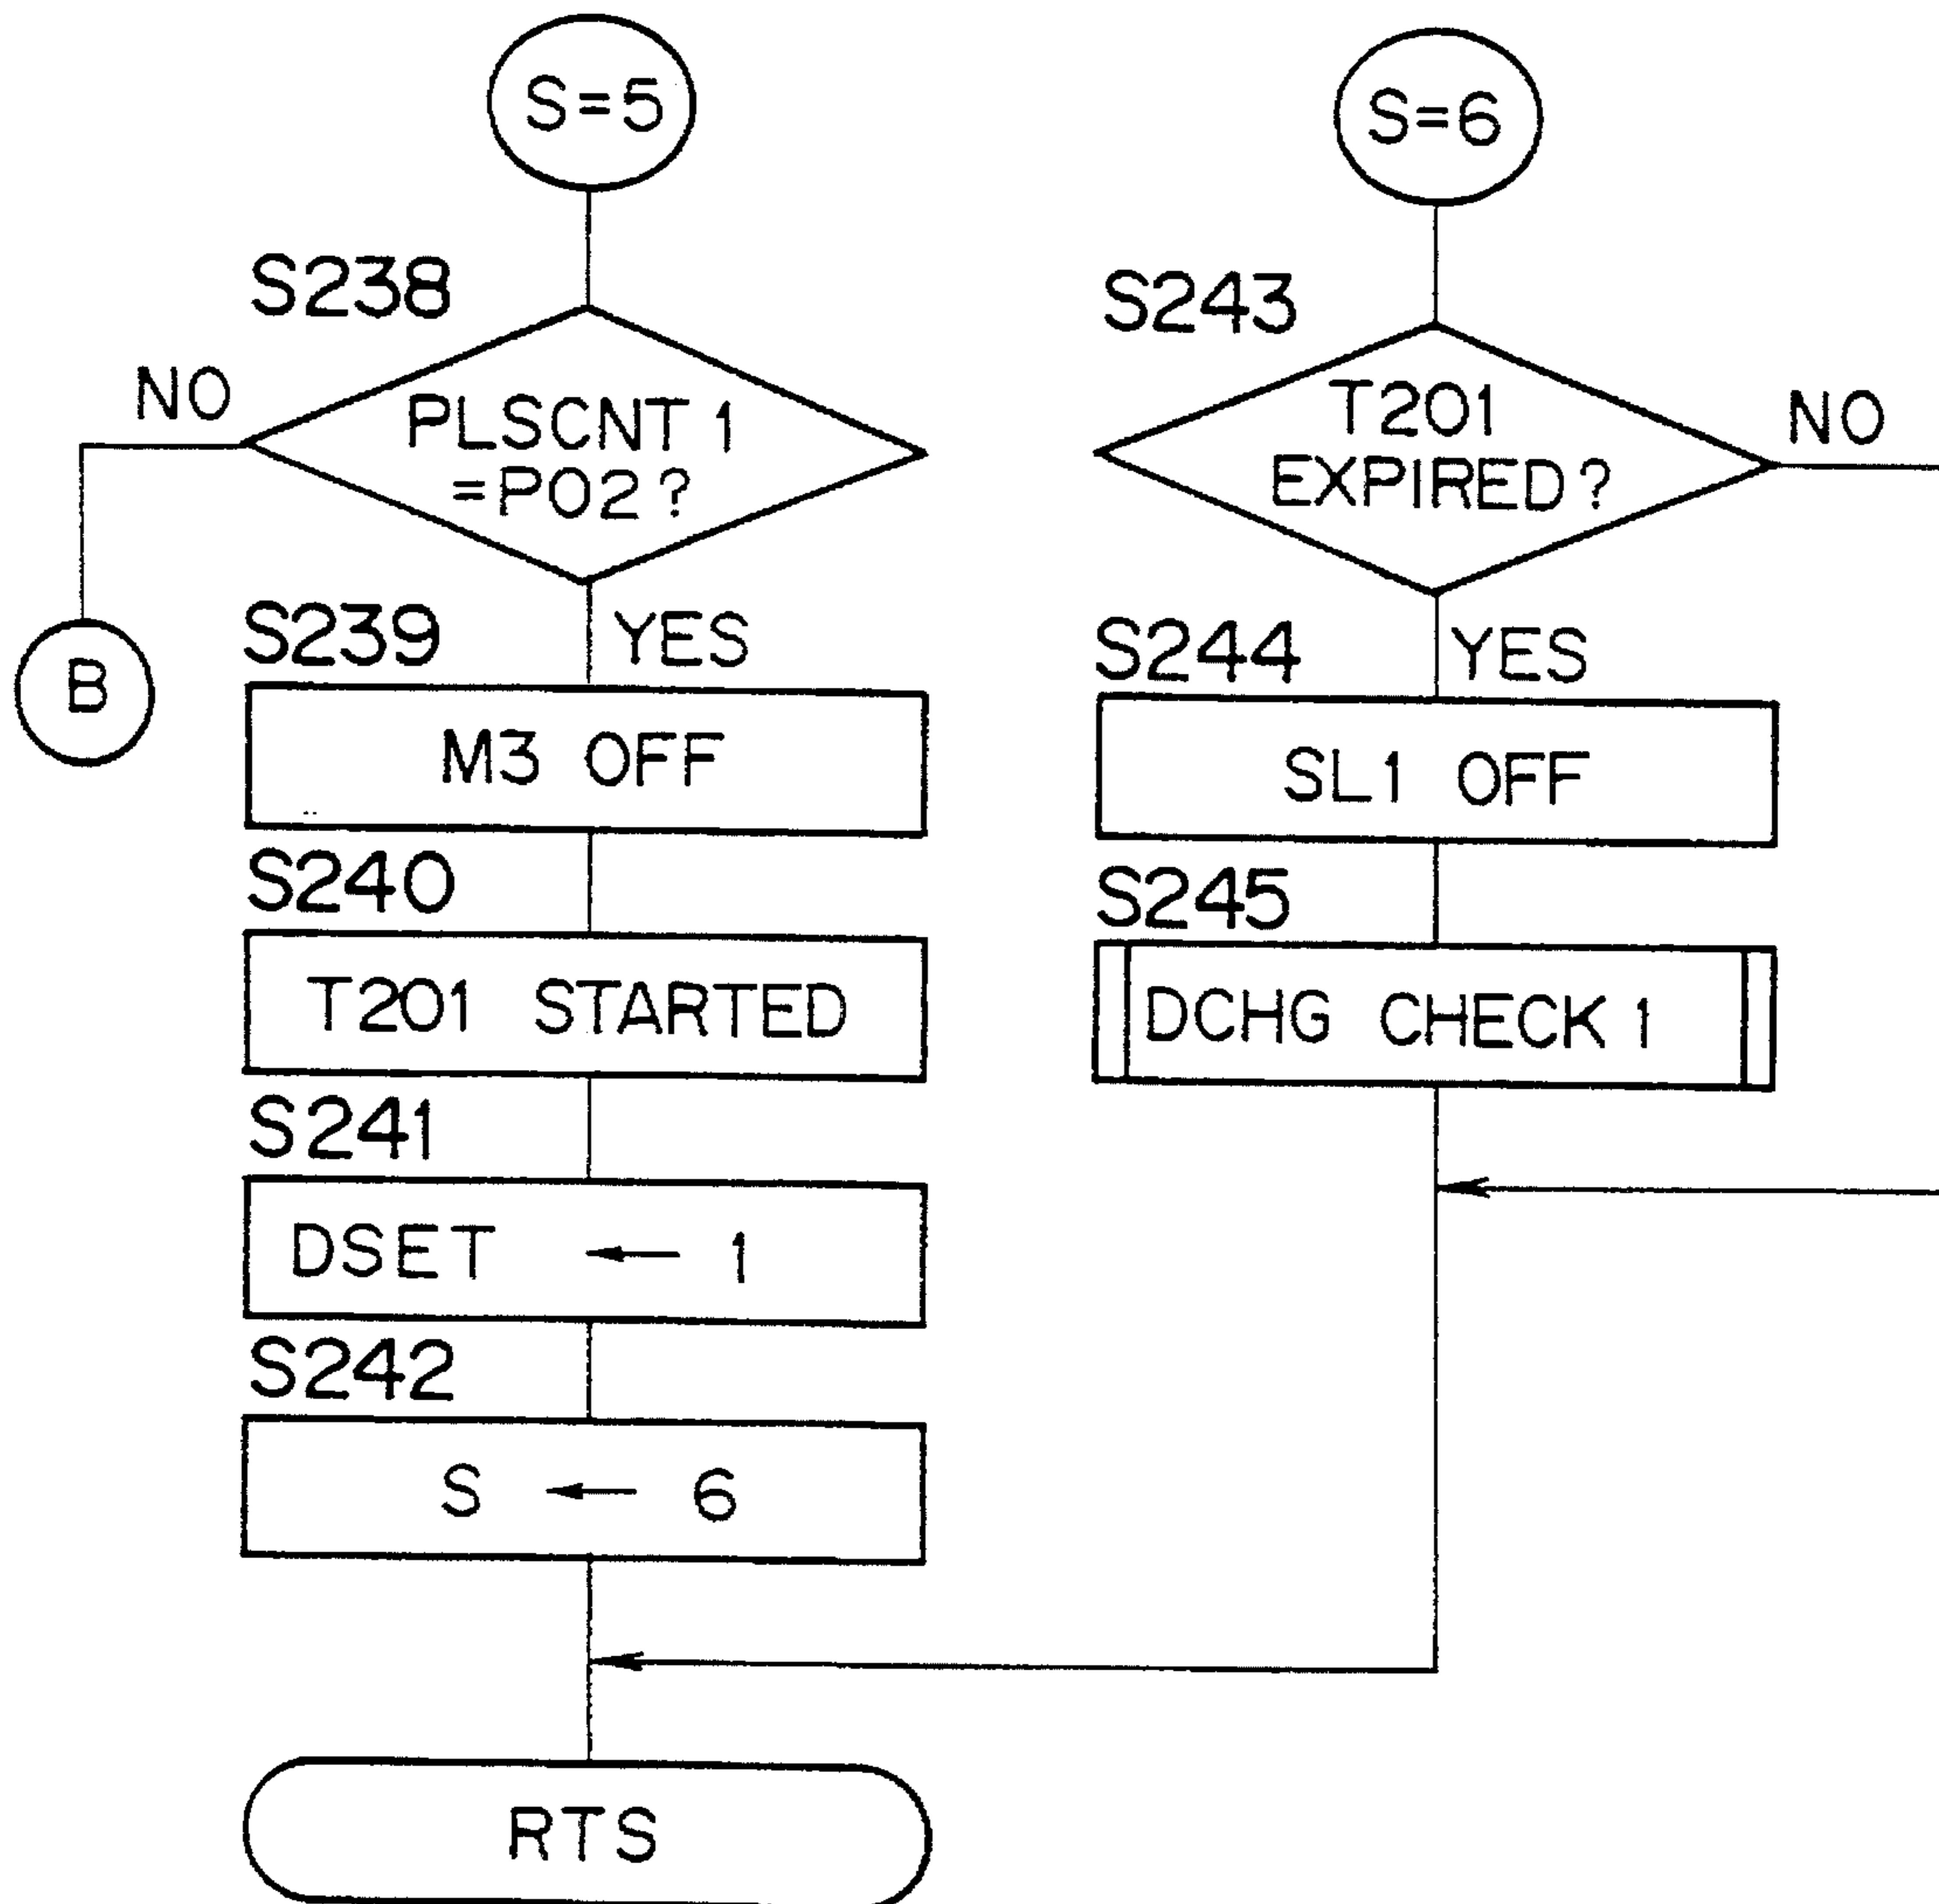 S=5
S238
NO
PLSCNT 1
=P02?
B
S239
YES
M3 OFF
S240
T201 STARTED
S241
DSET ← 1
S242
S ← 6
RTS
S=6
S243
T201
EXPIRED?
NO
S244
YES
SL1 OFF
S245
DCHG CHECK 1